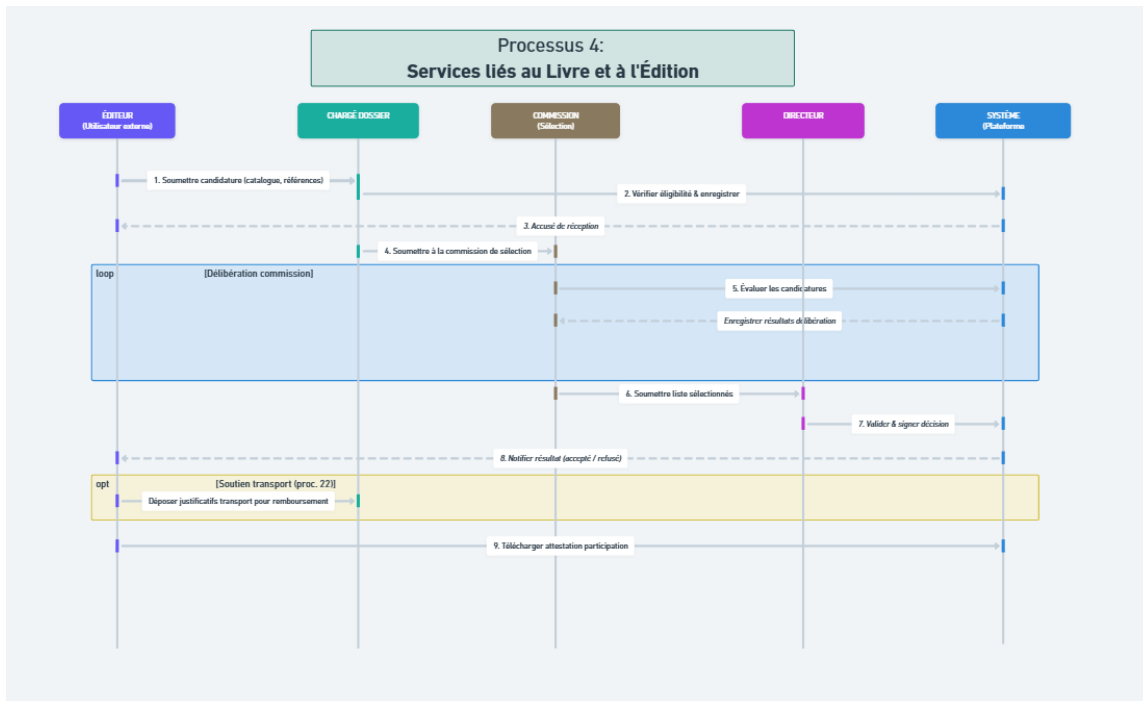 Processus 4:
Services liés au Livre et à l'Édition
ÉDITEUR
(Utilisateur externe)
CHARGÉ DOSSIER
COMMISSION
(Sélection)
DIRECTEUR
SYSTÈME
(Plateforme
1. Soumettre candidature (catalogue, références)
2. Vérifier éligibilité & enregistrer
3. Accusé de réception
4. Soumettre à la commission de sélection
loop [Délibération commission]
5. Évaluer les candidatures
Enregistrer résultats délibération
6. Soumettre liste sélectionnés
7. Valider & signer décision
8. Notifier résultat (accepté / refusé)
opt [Soutien transport (proc. 22)]
Déposer justificatifs transport pour remboursement
9. Télécharger attestation participation